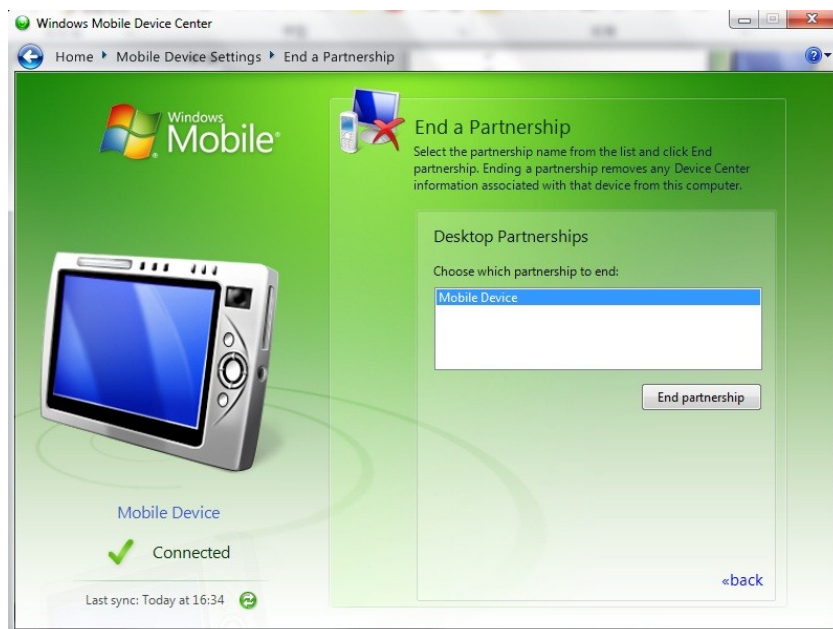 Windows Mobile Device Center
Home Mobile Device Settings End a Partnership
Windows
Mobile®
End a Partnership
Select the partnership name from the list and click End
partnership. Ending a partnership removes any Device Center
information associated with that device from this computer.
Desktop Partnerships
Choose which partnership to end:
Mobile Device
End partnership
Mobile Device
Connected
Last sync: Today at 16:34
«back